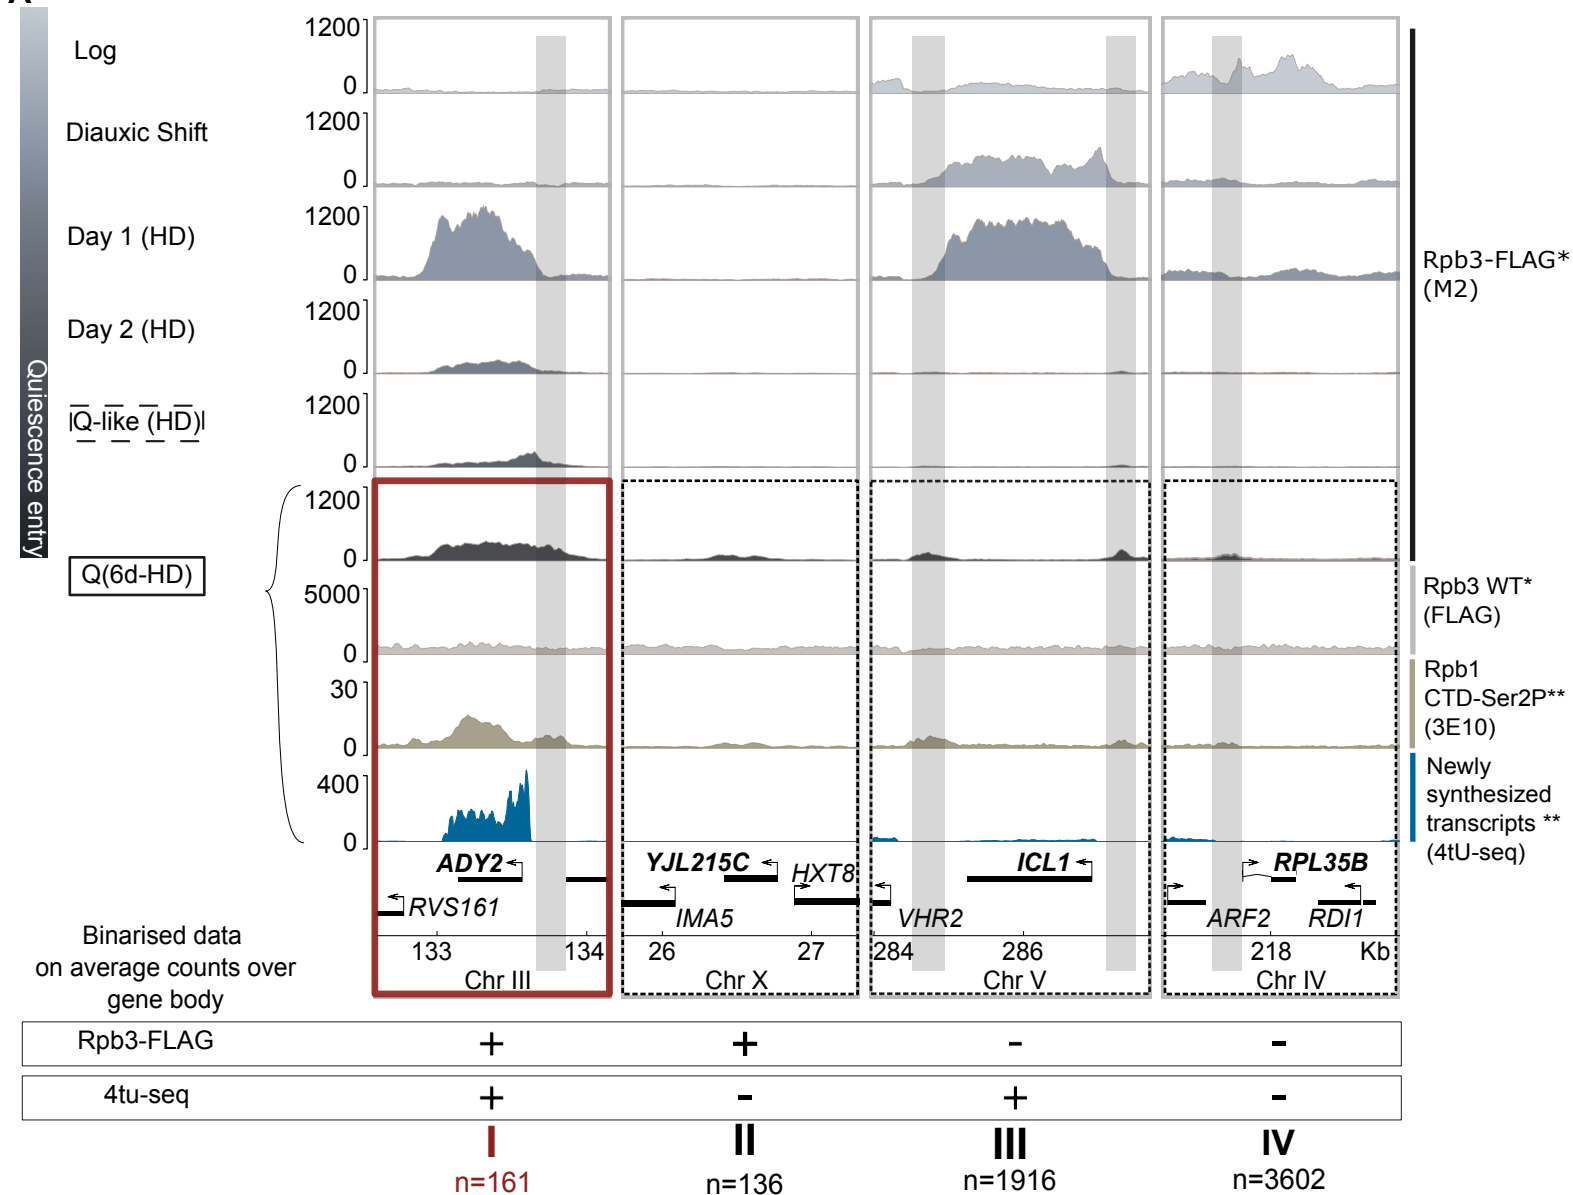 A
Log
1200
0
Diauxic Shift
1200
0
Day 1 (HD)
1200
0
Day 2 (HD)
1200
0
Q-like (HD)
1200
0
Quiescence entry
Q(6d-HD)
1200
0
5000
0
30
0
400
0
Rpb3-FLAG*
(M2)
Rpb3 WT*
(FLAG)
Rpb1
CTD-Ser2P**
(3E10)
Newly
synthesized
transcripts **
(4tU-seq)
ADY2
RVS161
133
134
Chr III
YJL215C
HXT8
IMA5
26
27
Chr X
ICL1
VHR2
284
286
Chr V
RPL35B
ARF2
RDI1
218
Kb
Chr IV
Binarised data
on average counts over
gene body
Rpb3-FLAG + + - -
4tu-seq + - + -
I II III IV
n=161 n=136 n=1916 n=3602